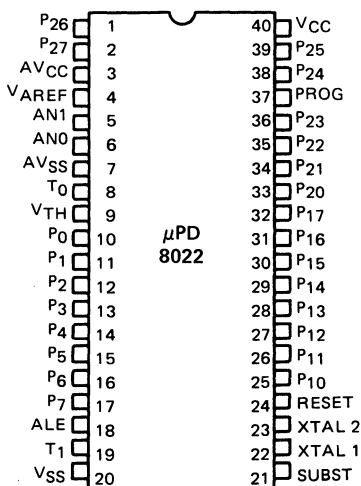 P26 1 40 VCC
P27 2 39 P25
AVCC 3 38 P24
VAREF 4 37 PROG
AN1 5 36 P23
AN0 6 35 P22
AVSS 7 34 P21
T0 8 33 P20
VTH 9 32 P17
P0 10 μPD 31 P16
P1 11 8022 30 P15
P2 12 29 P14
P3 13 28 P13
P4 14 27 P12
P5 15 26 P11
P6 16 25 P10
P7 17 24 RESET
ALE 18 23 XTAL 2
T1 19 22 XTAL 1
VSS 20 21 SUBST